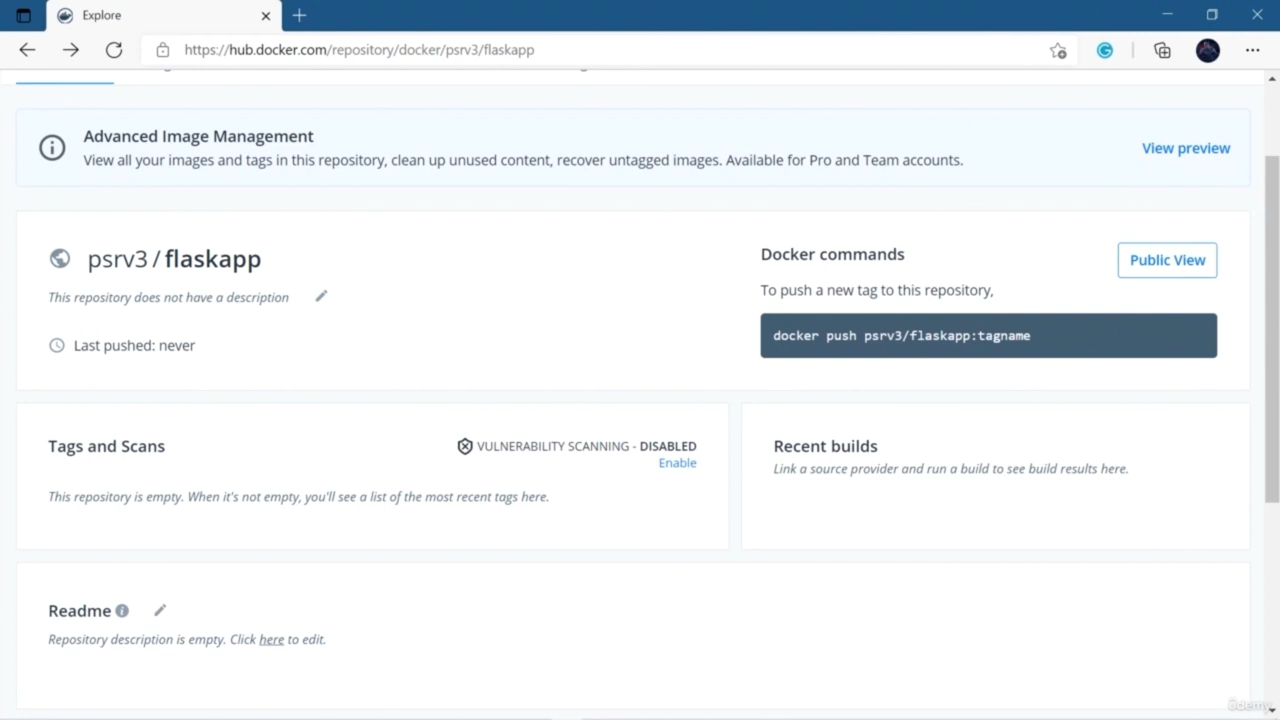 Explore
https://hub.docker.com/repository/docker/psrv3/flaskapp
Advanced Image Management
View all your images and tags in this repository, clean up unused content, recover untagged images. Available for Pro and Team accounts.
View preview
psrv3 / flaskapp
This repository does not have a description
Last pushed: never
Docker commands
Public View
To push a new tag to this repository,
docker push psrv3/flaskapp:tagname
Tags and Scans
VULNERABILITY SCANNING - DISABLED
Enable
This repository is empty. When it's not empty, you'll see a list of the most recent tags here.
Recent builds
Link a source provider and run a build to see build results here.
Readme
Repository description is empty. Click here to edit.
ûdemy